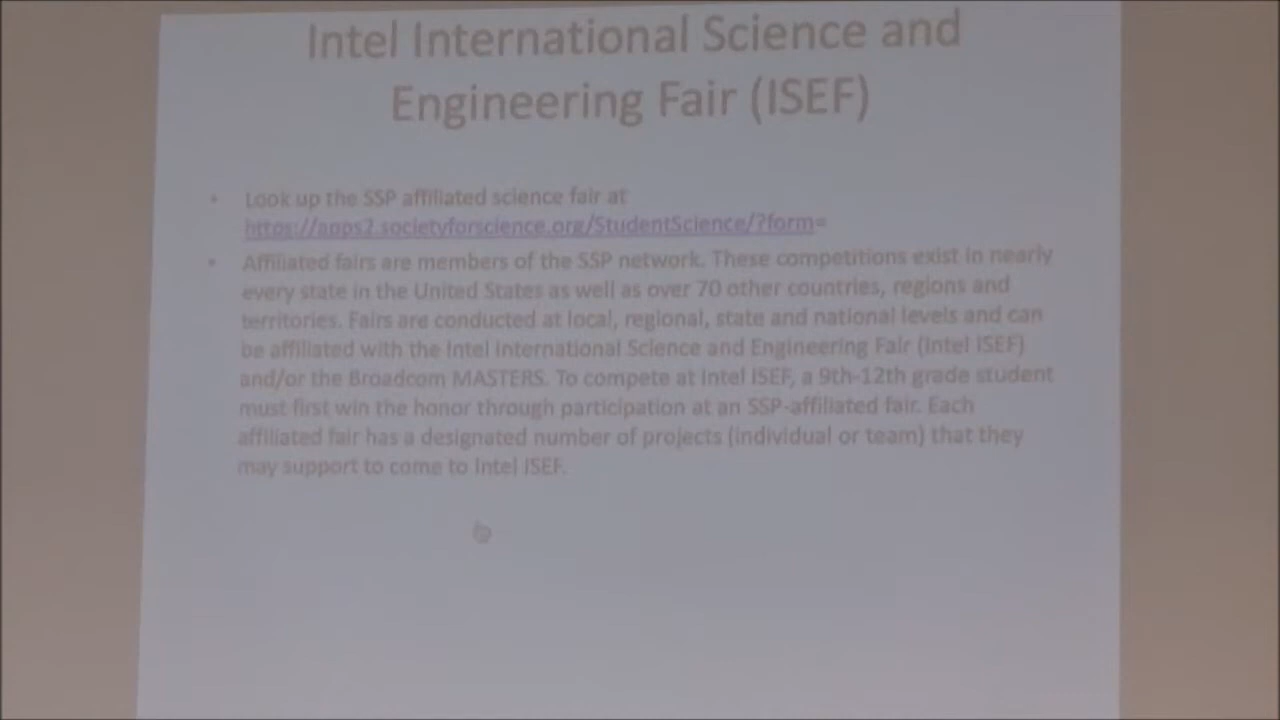 Intel International Science and
Engineering Fair (ISEF)
• Look up the SSP affiliated science fair at
https://apps2.societyforscience.org/StudentScience/?form=
• Affiliated fairs are members of the SSP network. These competitions exist in nearly
every state in the United States as well as over 70 other countries, regions and
territories. Fairs are conducted at local, regional, state and national levels and can
be affiliated with the Intel International Science and Engineering Fair (Intel ISEF)
and/or the Broadcom MASTERS. To compete at Intel ISEF, a 9th-12th grade student
must first win the honor through participation at an SSP-affiliated fair. Each
affiliated fair has a designated number of projects (individual or team) that they
may support to come to Intel ISEF.